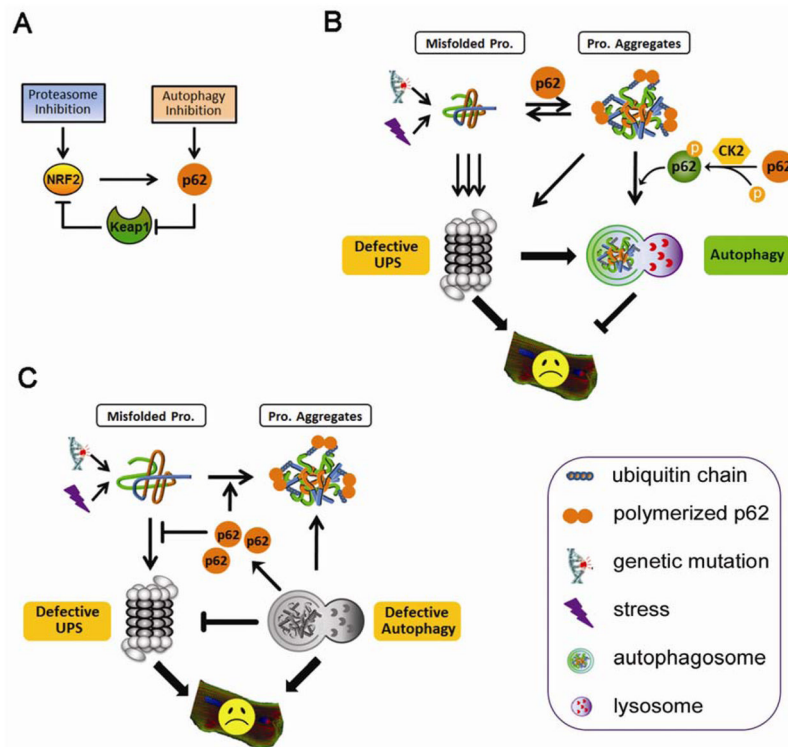 A
Proteasome
Inhibition
Autophagy
Inhibition
NRF2
p62
Keap1
B
Misfolded Pro.
Pro. Aggregates
p62
P
CK2
p62
p62
P
Defective
UPS
Autophagy
C
Misfolded Pro.
Pro. Aggregates
p62
p62
p62
Defective
UPS
Defective
Autophagy
ubiquitin chain
polymerized p62
genetic mutation
stress
autophagosome
lysosome